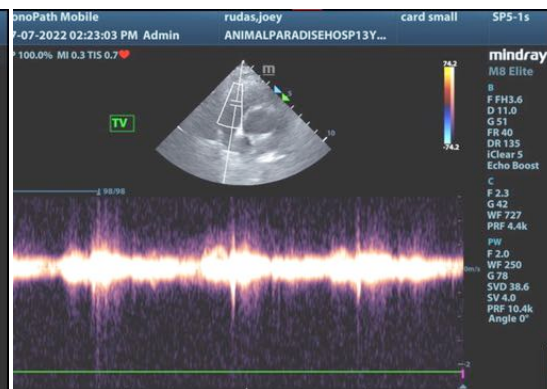 onoPath Mobile rudas,joey card small SP5-1s
7-07-2022 02:23:03 PM Admin ANIMALPARADISEHOSP13Y...
P 100.0% MI 0.3 TIS 0.7
m
mindray
M8 Elite
74.2
-74.2
5
10
TV
B
F FH3.6
D 11.0
G 51
FR 40
DR 135
iClear 5
Echo Boost
C
F 2.3
G 42
WF 727
PRF 4.4k
PW
F 2.0
WF 250
G 78
SVD 38.6
SV 4.0
PRF 10.4k
Angle 0°
98/98
0m/s
-2